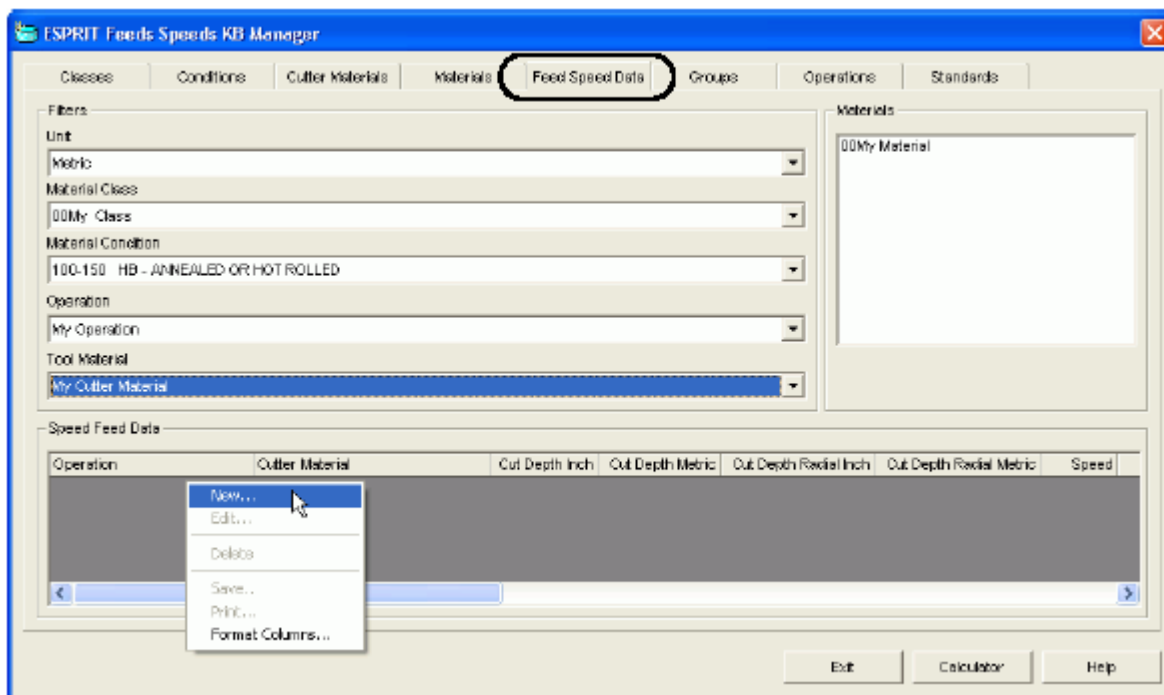 ESPRIT Feeds Speeds KB Manager
Classes Conditions Cutter Materials Materials Feed Speed Data Groups Operations Standards
Filters
Unit
Metric
Material Class
00My Class
Material Condition
100-150 HB - ANNEALED OR HOT ROLLED
Operation
My Operation
Tool Material
My Cutter Material
Materials
00My Material
Speed Feed Data
Operation Cutter Material Cut Depth Inch Cut Depth Metric Cut Depth Radial Inch Cut Depth Radial Metric Speed
New...
Edit...
Delete
Save..
Print...
Format Columns...
Exit Calculator Help